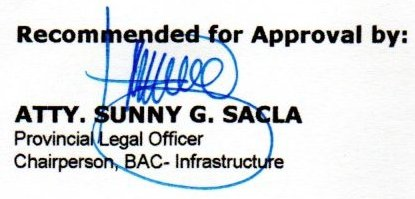 Recommended for Approval by:
ATTY. SUNNY G. SACLA
Provincial Legal Officer
Chairperson, BAC- Infrastructure